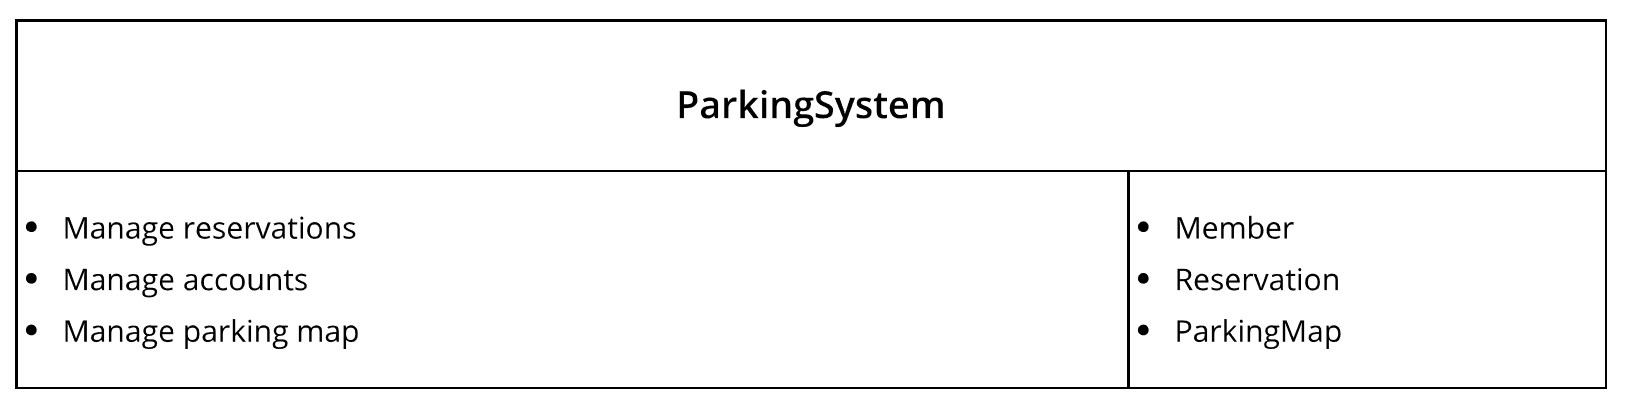 ParkingSystem
• Manage reservations
• Manage accounts
• Manage parking map
• Member
• Reservation
• ParkingMap